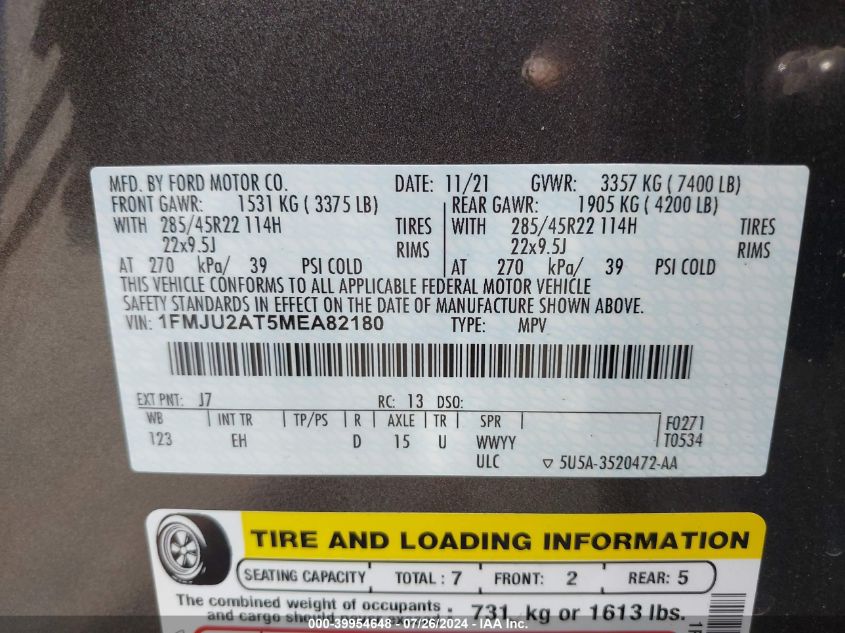 MFD. BY FORD MOTOR CO. DATE: 11/21 GVWR: 3357 KG ( 7400 LB)
FRONT GAWR: 1531 KG ( 3375 LB) REAR GAWR: 1905 KG ( 4200 LB)
WITH 285/45R22 114H TIRES WITH 285/45R22 114H TIRES
22x9.5J RIMS 22x9.5J RIMS
AT 270 kPa/ 39 PSI COLD AT 270 kPa/ 39 PSI COLD
THIS VEHICLE CONFORMS TO ALL APPLICABLE FEDERAL MOTOR VEHICLE
SAFETY STANDARDS IN EFFECT ON THE DATE OF MANUFACTURE SHOWN ABOVE.
VIN: 1FMJU2AT5MEA82180 TYPE: MPV
EXT PNT: J7 RC: 13 DSO:
WB INT TR TP/PS R AXLE TR SPR F0271
123 EH D 15 U WWYY T0534
ULC ▽ 5U5A-3520472-AA
TIRE AND LOADING INFORMATION
SEATING CAPACITY TOTAL : 7 FRONT: 2 REAR: 5
The combined weight of occupants
and cargo should 731 kg or 1613 lbs.
000-39954648 - 07/26/2024 - IAA Inc.